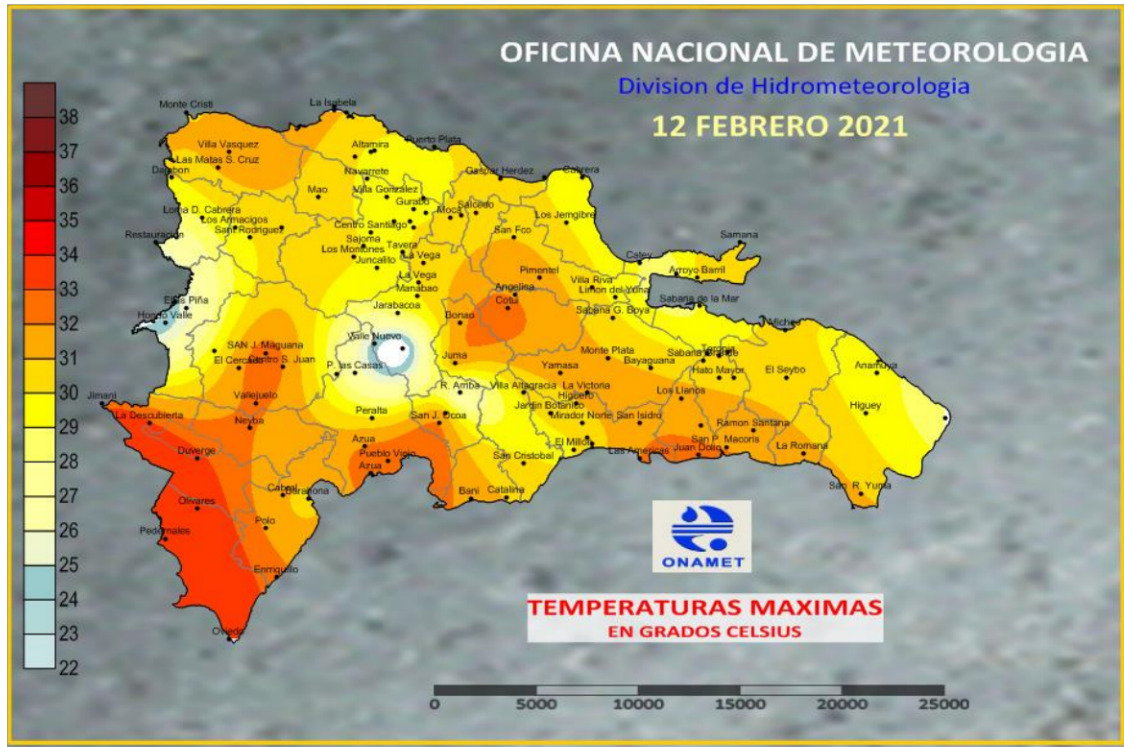 OFICINA NACIONAL DE METEOROLOGIA
Division de Hidrometeorologia
12 FEBRERO 2021
38
37
36
35
34
33
32
31
30
29
28
27
26
25
24
23
22
Monte Cristi
La Isabela
Villa Vasquez
Altamira
Puerto Plata
Las Matas S. Cruz
Dajabon
Navarrete
Gaspar Herdez
Cabrera
Mao
Villa González
Gurabo
Moca
Salcedo
Loma D. Cabrera
Los Armacigos
Sant. Rodriguez
Centro Santiago
Los Jemgibre
Restauracion
Sajoma
Tavera
San Fco
Samana
Los Montones
Juncalito
La Vega
Catey
La Vega
Pimentel
Villa Riva
Arroyo Barril
Manabao
Angelina
Limon del Yuna
Elias Piña
Jarabacoa
Cotui
Sabana de la Mar
Hondo Valle
Bonao
Sabana G. Boya
Miche
Valle Nuevo
SAN J. Maguana
El Cercado
Centro S. Juan
P. las Casas
Juma
Monte Plata
Bayaguana
Yamasa
Hato Mayor
El Seybo
Anamuya
Jimani
Vallejuelo
R. Arriba
Villa Altagracia
La Victoria
Los Llanos
La Descubierta
Peralta
San J. Ocoa
Jardin Botanico
Higuero
Higuey
Neyba
Mirador Norte
San Isidro
Ramon Santana
Azua
El Millon
San P. Macoris
Duverge
Pueblo Viejo
Azua
San Cristobal
Las Americas
Juan Dolio
La Romana
Cabral
Barahona
Bani
Catalina
San R. Yuma
Olivares
Polo
Pedernales
Enrriquillo
Oviedo
ONAMET
TEMPERATURAS MAXIMAS
EN GRADOS CELSIUS
0 5000 10000 15000 20000 25000